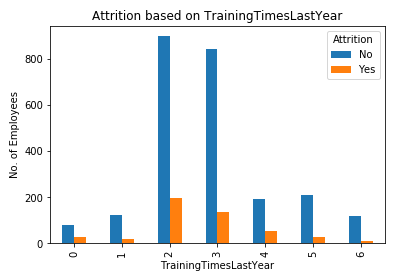 Attrition based on TrainingTimesLastYear
Attrition
No
Yes
No. of Employees
800
600
400
200
0
0 1 2 3 4 5 6
TrainingTimesLastYear